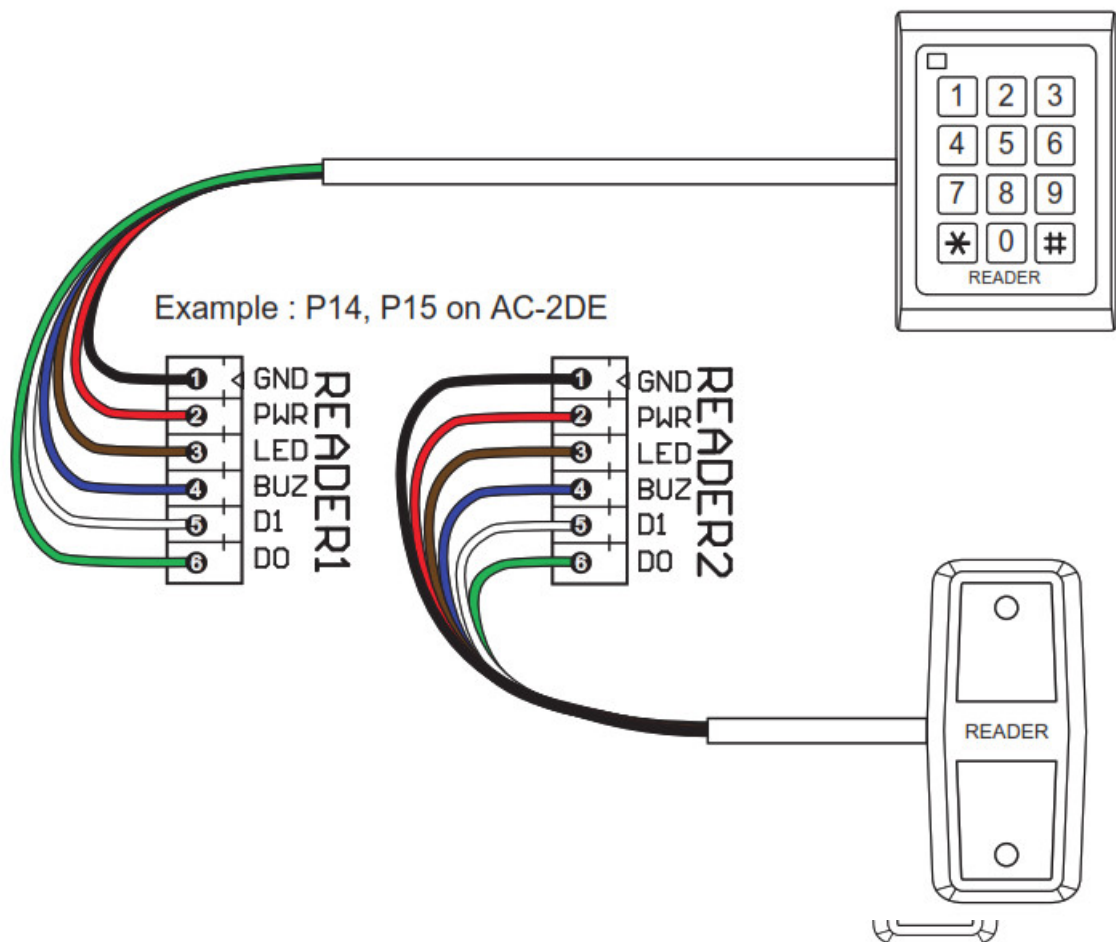 1 2 3
4 5 6
7 8 9
* 0 #
READER
Example : P14, P15 on AC-2DE
1 GND
2 PWR
3 LED
4 BUZ
5 D1
6 D0
READER1
1 GND
2 PWR
3 LED
4 BUZ
5 D1
6 D0
READER2
READER